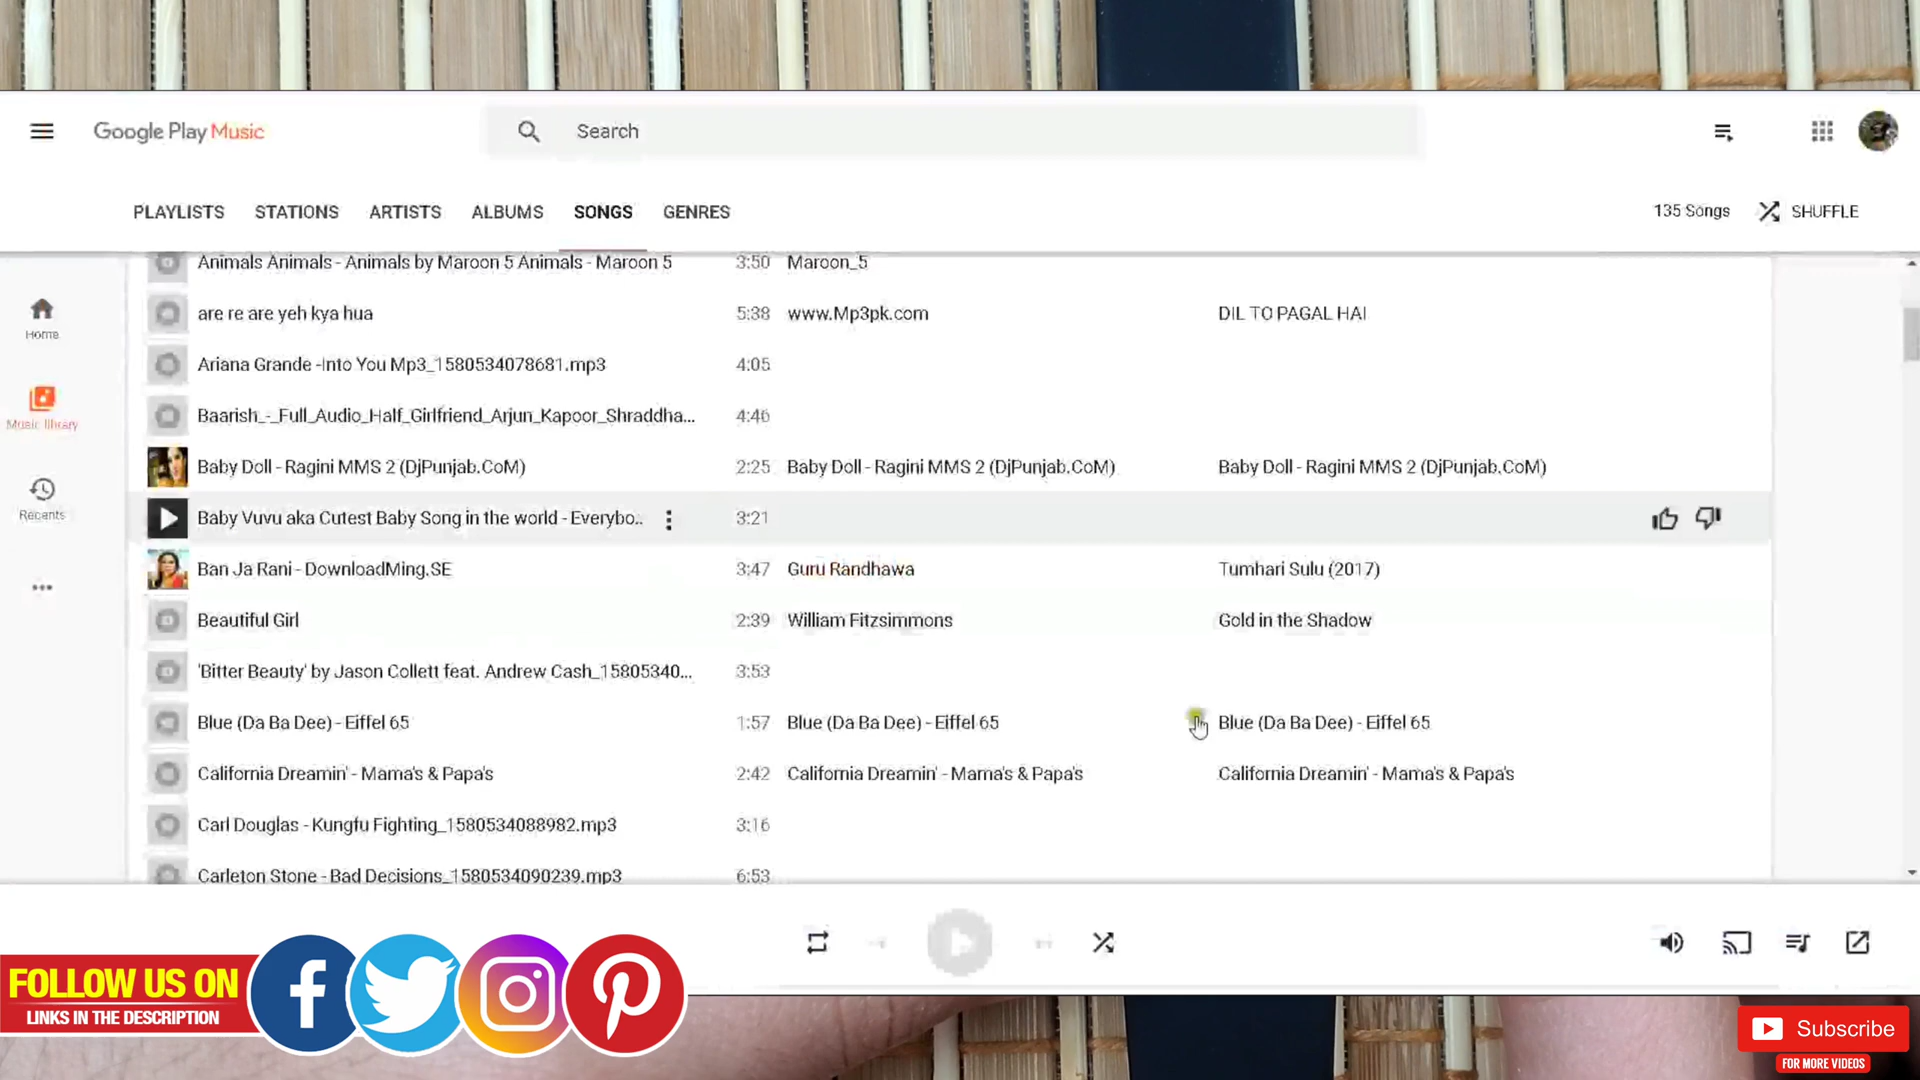 Google Play Music
Search
PLAYLISTS STATIONS ARTISTS ALBUMS SONGS GENRES
135 Songs SHUFFLE
Animals Animals - Animals by Maroon 5 Animals - Maroon 5 3:50 Maroon_5
are re are yeh kya hua 5:38 www.Mp3pk.com DIL TO PAGAL HAI
Ariana Grande -Into You Mp3_1580534078681.mp3 4:05
Baarish_-_Full_Audio_Half_Girlfriend_Arjun_Kapoor_Shraddha... 4:46
Baby Doll - Ragini MMS 2 (DjPunjab.CoM) 2:25 Baby Doll - Ragini MMS 2 (DjPunjab.CoM) Baby Doll - Ragini MMS 2 (DjPunjab.CoM)
Baby Vuvu aka Cutest Baby Song in the world - Everybo.. 3:21
Ban Ja Rani - DownloadMing.SE 3:47 Guru Randhawa Tumhari Sulu (2017)
Beautiful Girl 2:39 William Fitzsimmons Gold in the Shadow
'Bitter Beauty' by Jason Collett feat. Andrew Cash_15805340... 3:53
Blue (Da Ba Dee) - Eiffel 65 1:57 Blue (Da Ba Dee) - Eiffel 65 Blue (Da Ba Dee) - Eiffel 65
California Dreamin' - Mama's & Papa's 2:42 California Dreamin' - Mama's & Papa's California Dreamin' - Mama's & Papa's
Carl Douglas - Kungfu Fighting_1580534088982.mp3 3:16
Carleton Stone - Bad Decisions_1580534090239.mp3 6:53
Home
Music library
Recents
FOLLOW US ON
LINKS IN THE DESCRIPTION
Subscribe
FOR MORE VIDEOS